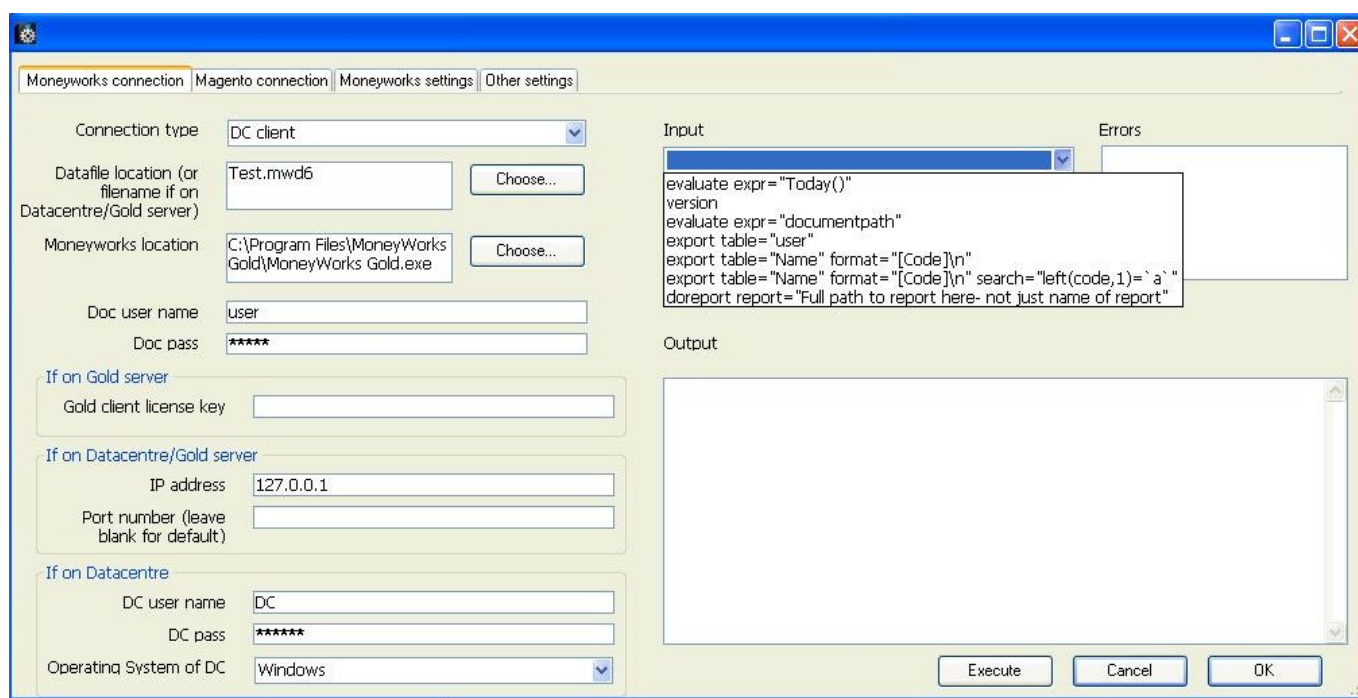 Moneyworks connection Magento connection Moneyworks settings Other settings
Connection type DC client
Datafile location (or
filename if on
Datacentre/Gold server)
Test.mwd6
Choose...
Moneyworks location
C:\Program Files\MoneyWorks
Gold\MoneyWorks Gold.exe
Choose...
Doc user name user
Doc pass *****
If on Gold server
Gold client license key
If on Datacentre/Gold server
IP address 127.0.0.1
Port number (leave
blank for default)
If on Datacentre
DC user name DC
DC pass ******
Operating System of DC Windows
Input
evaluate expr="Today()"
version
evaluate expr="documentpath"
export table="user"
export table="Name" format="[Code]\n"
export table="Name" format="[Code]\n" search="left(code,1)=`a`"
doreport report="Full path to report here- not just name of report"
Errors
Output
Execute Cancel OK